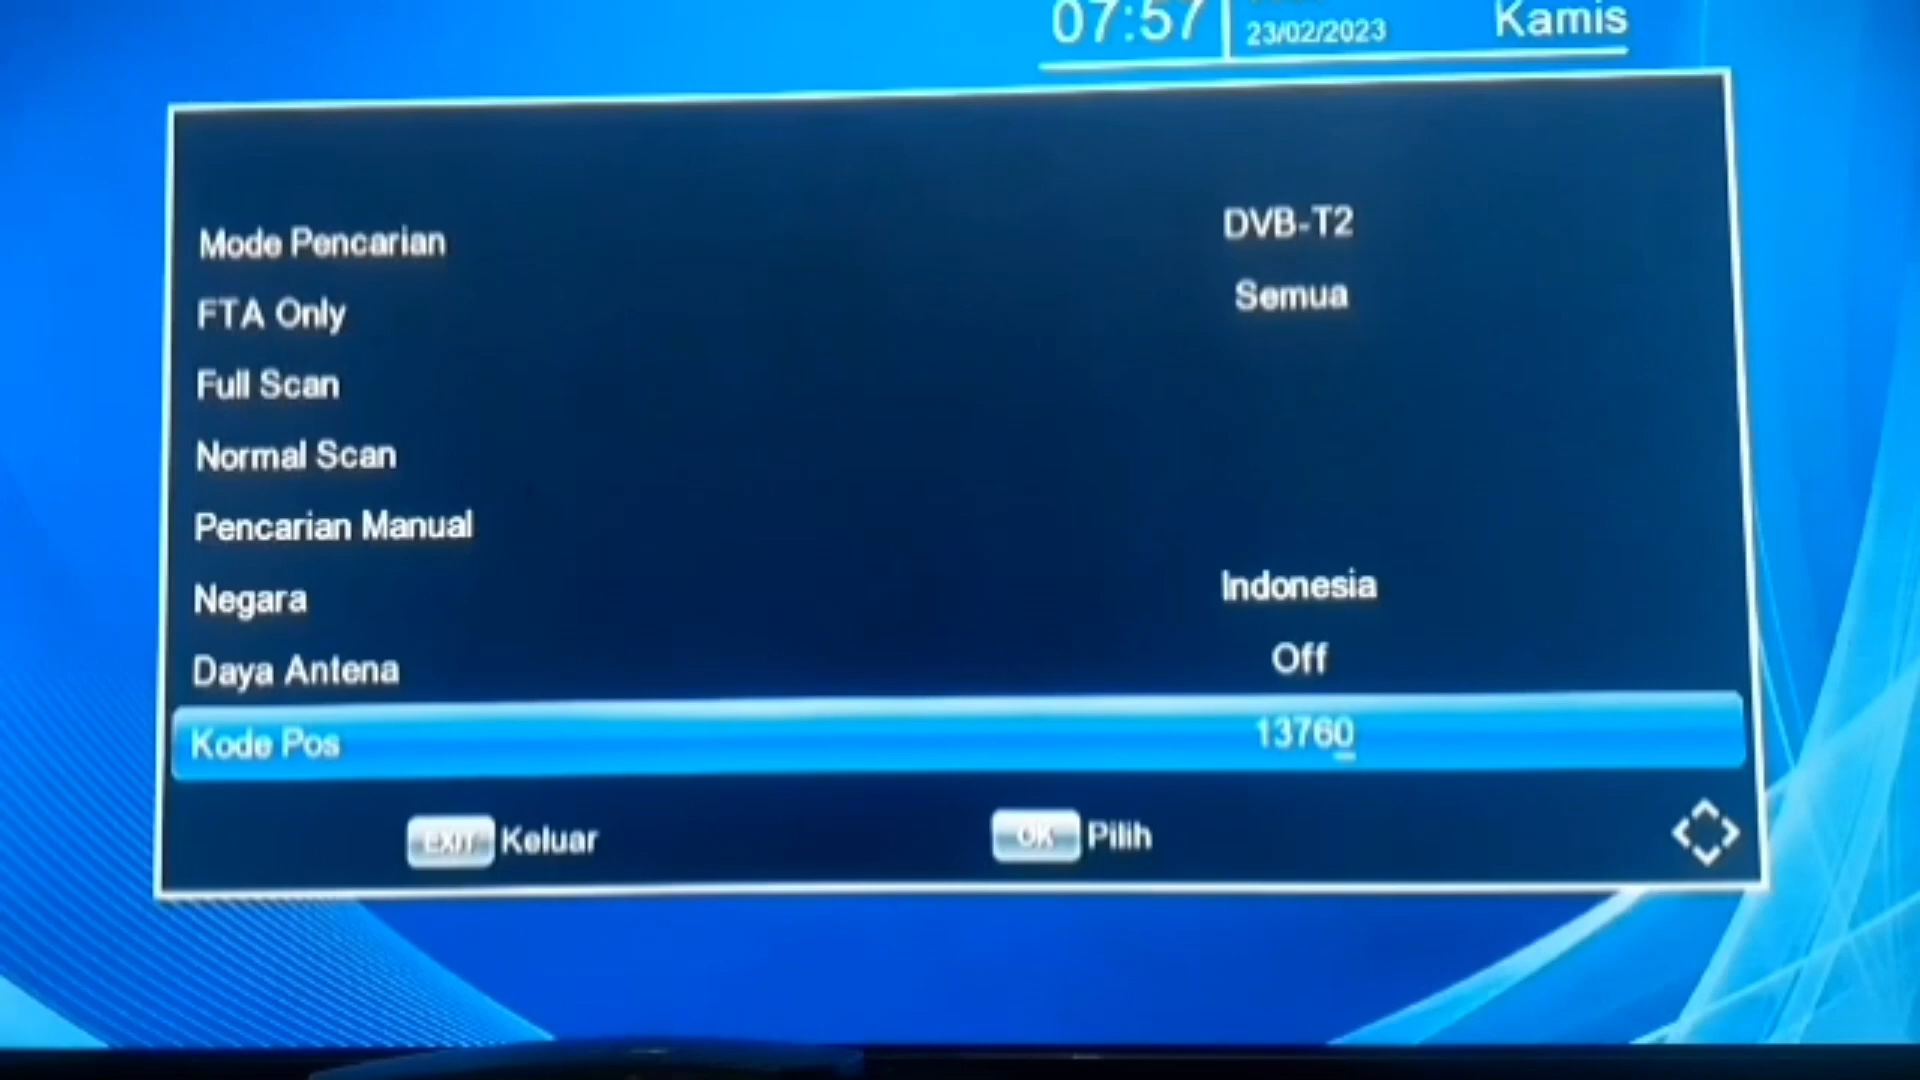 07:57
23/02/2023
Kamis
Mode Pencarian DVB-T2
FTA Only Semua
Full Scan
Normal Scan
Pencarian Manual
Negara Indonesia
Daya Antena Off
Kode Pos 13760
EXIT Keluar OK Pilih